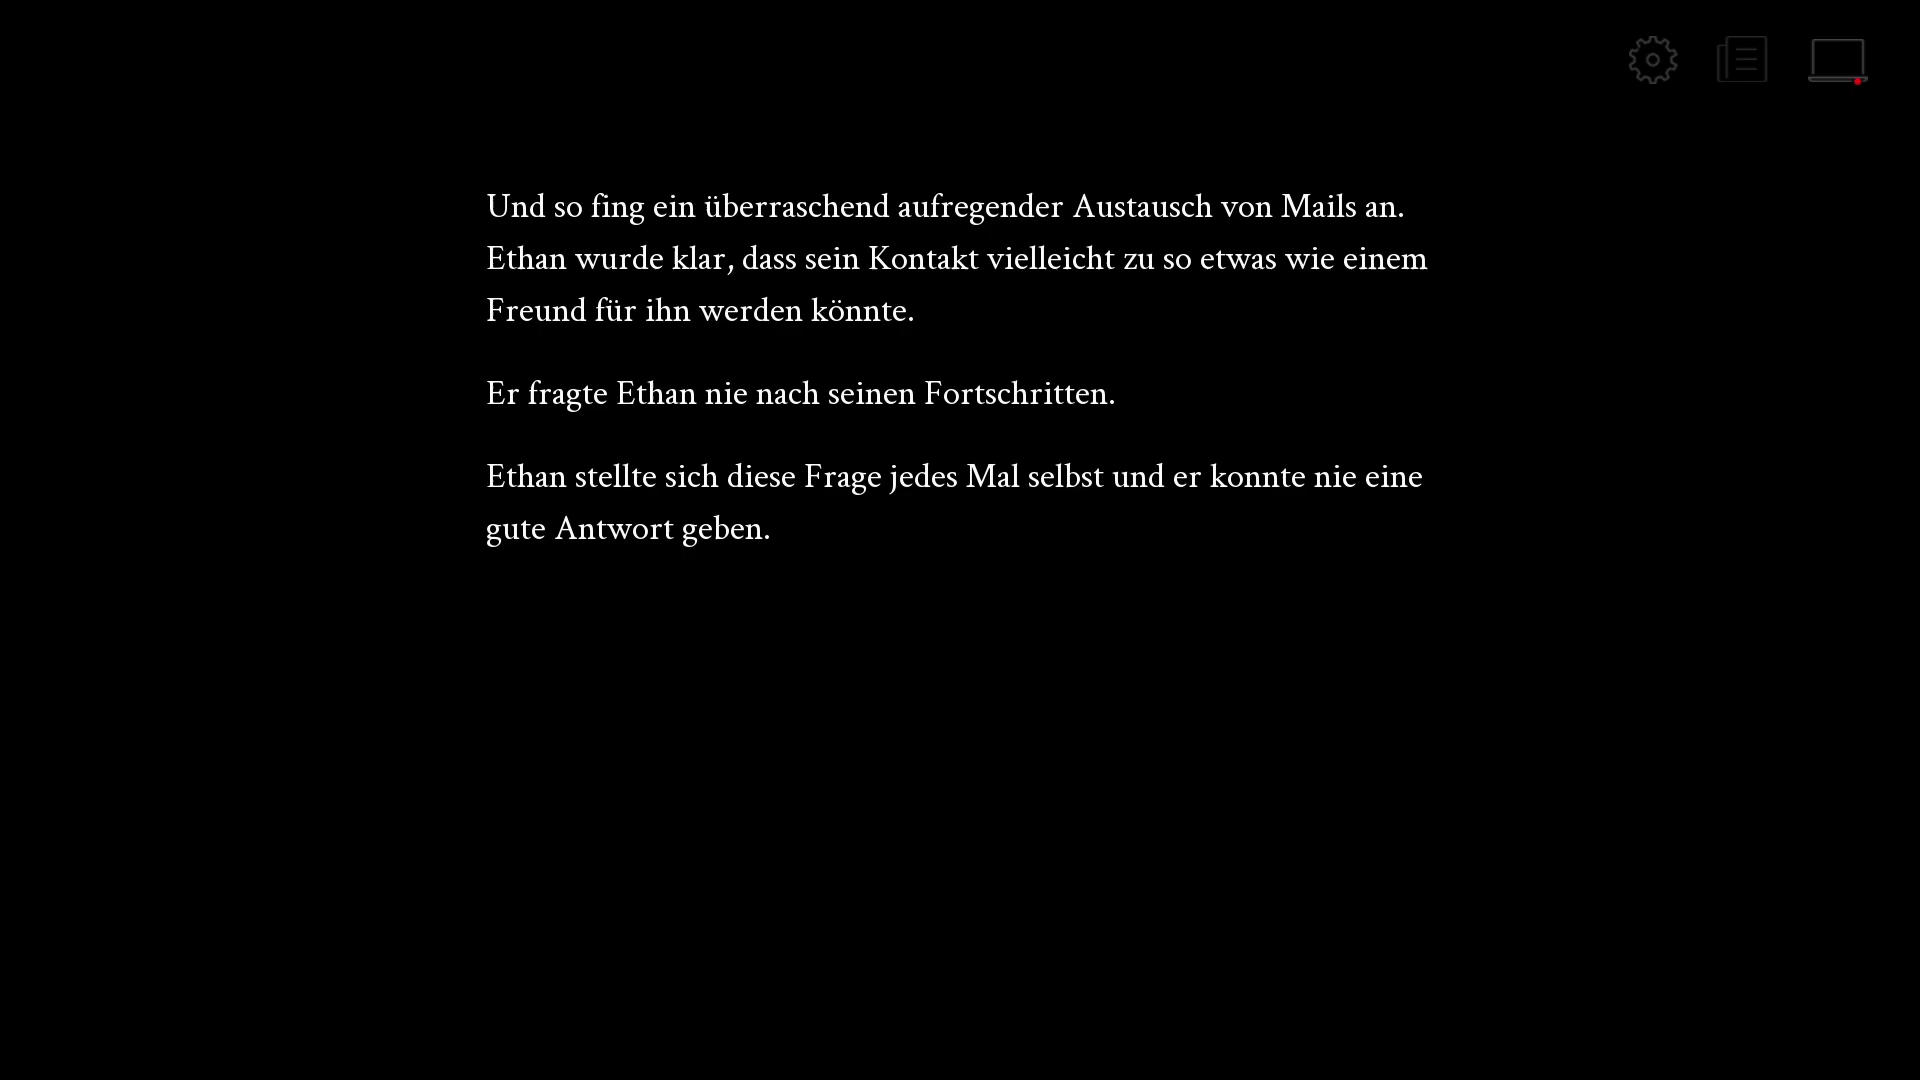 Und so fing ein überraschend aufregender Austausch von Mails an.
Ethan wurde klar, dass sein Kontakt vielleicht zu so etwas wie einem
Freund für ihn werden könnte.
Er fragte Ethan nie nach seinen Fortschritten.
Ethan stellte sich diese Frage jedes Mal selbst und er konnte nie eine
gute Antwort geben.